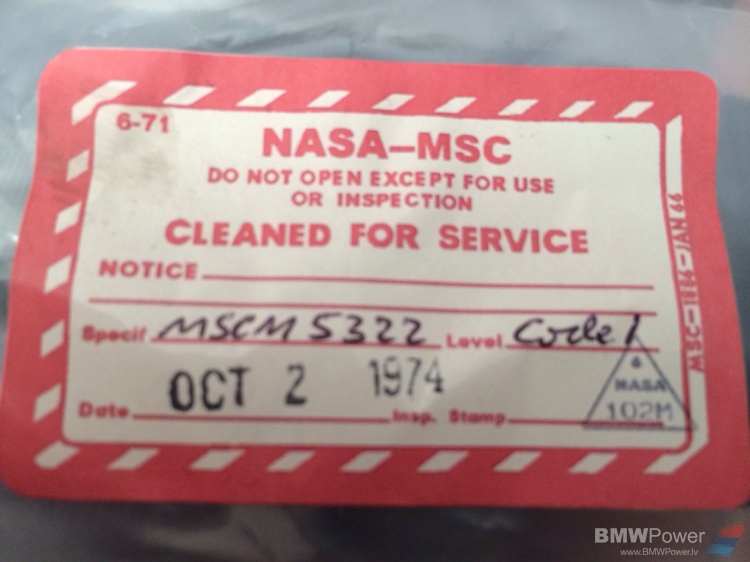 6-71
NASA–MSC
DO NOT OPEN EXCEPT FOR USE
OR INSPECTION
CLEANED FOR SERVICE
NOTICE
Specif. MSCM 5322 Level Code 1
Date OCT 2 1974 Insp. Stamp
6
NASA
102M
BMWPower
www.BMWPower.lv